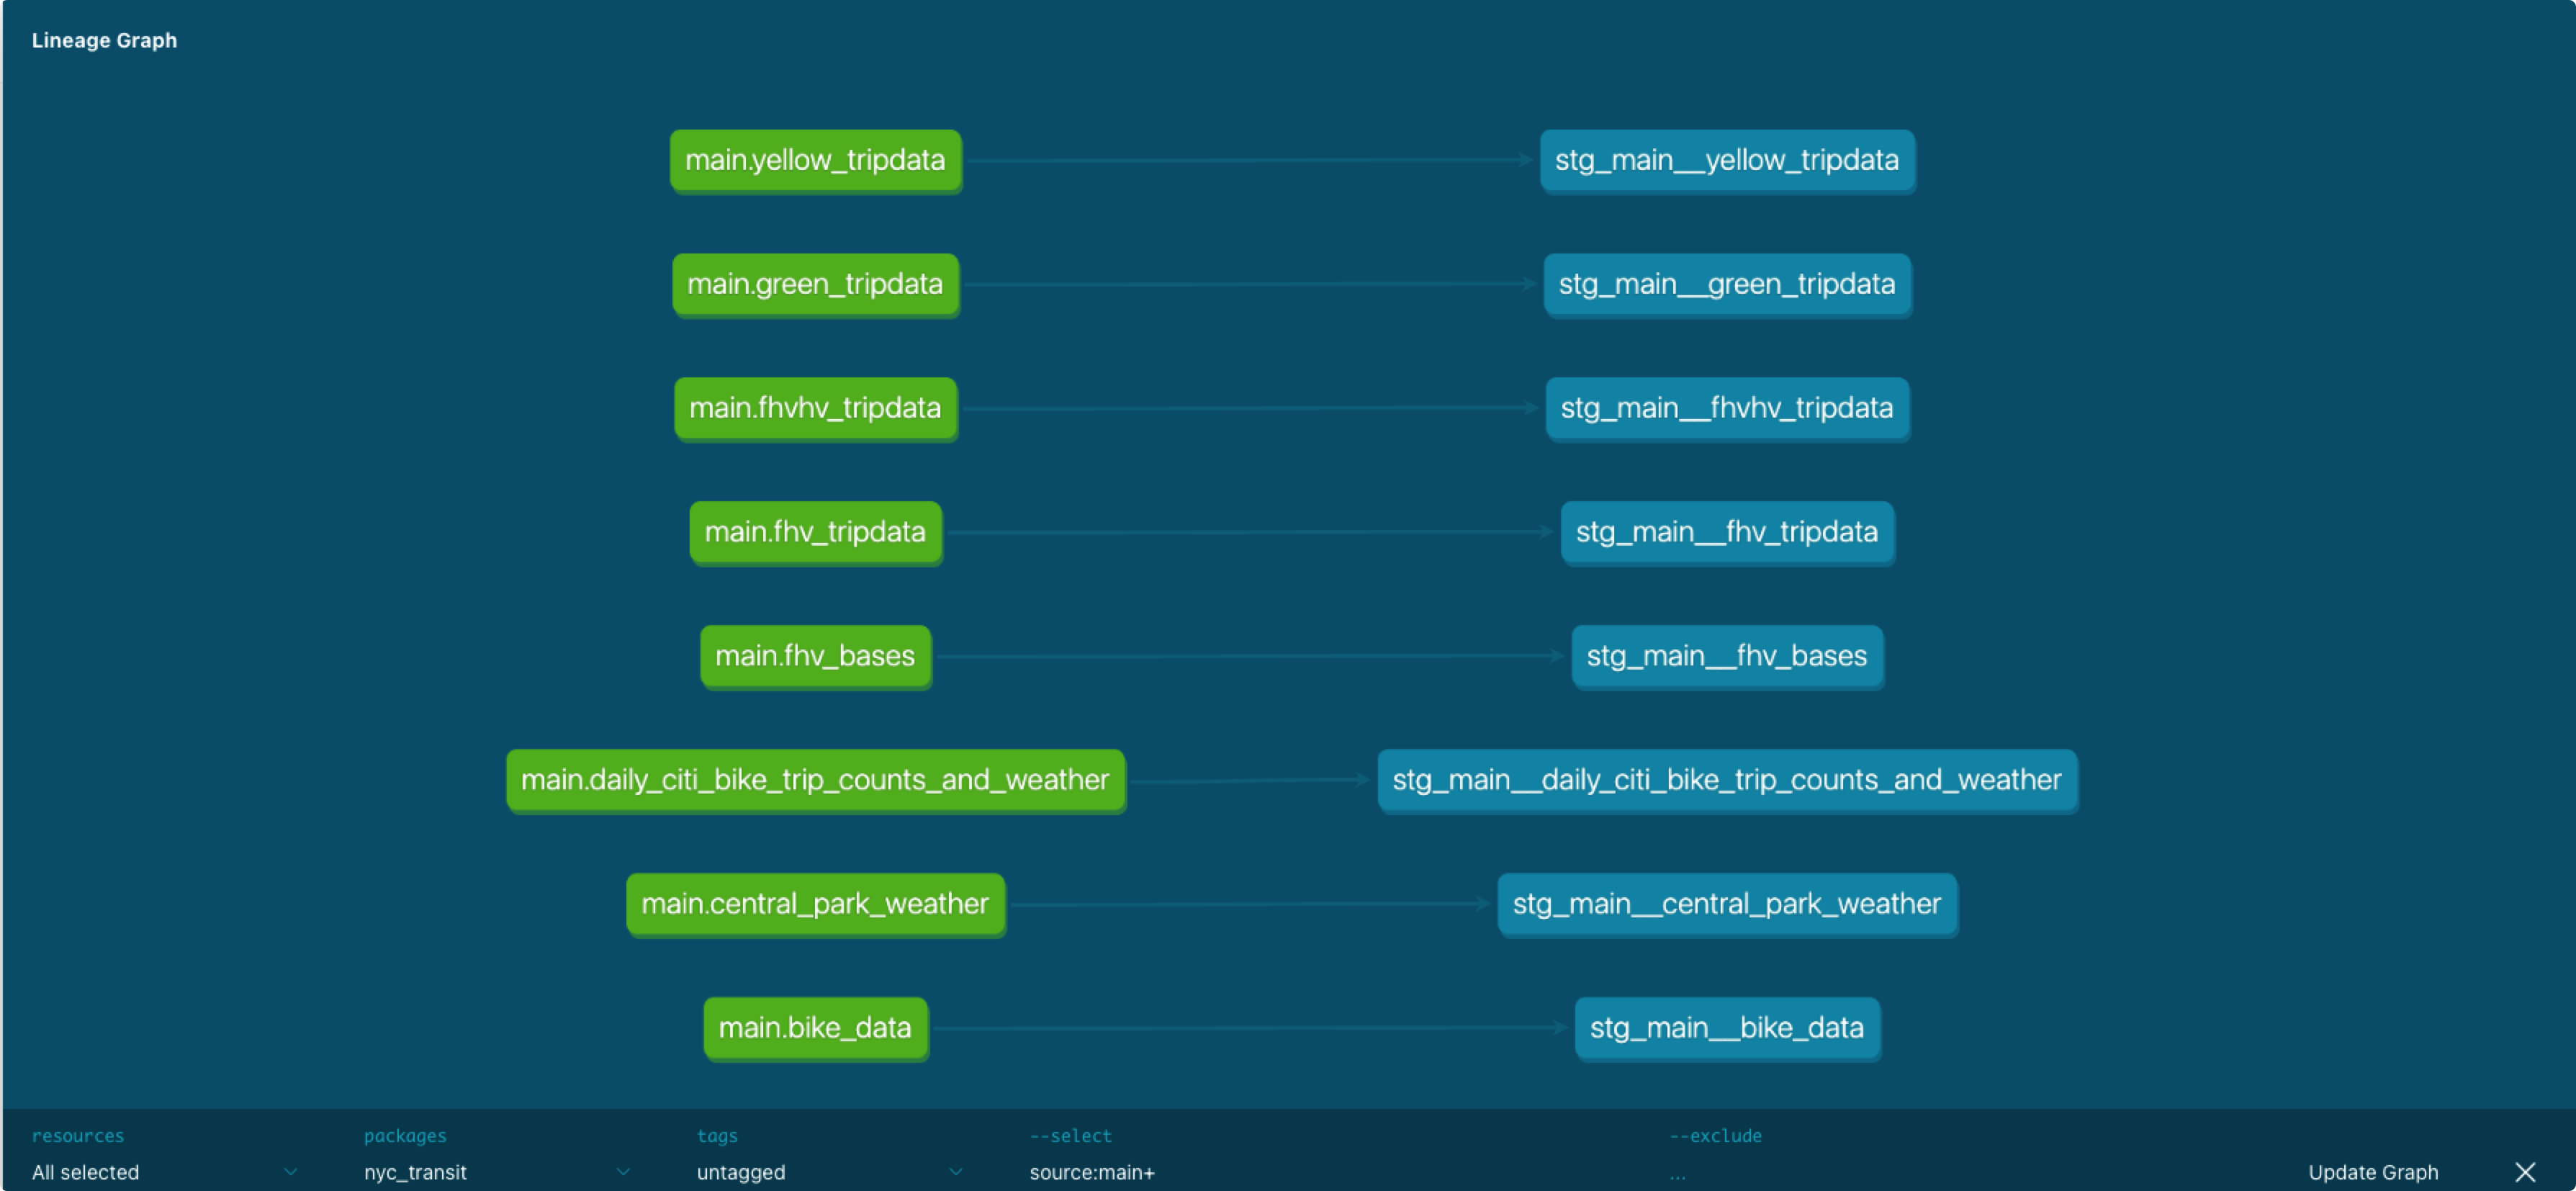 Lineage Graph
main.yellow_tripdata stg_main__yellow_tripdata
main.green_tripdata stg_main__green_tripdata
main.fhvhv_tripdata stg_main__fhvhv_tripdata
main.fhv_tripdata stg_main__fhv_tripdata
main.fhv_bases stg_main__fhv_bases
main.daily_citi_bike_trip_counts_and_weather stg_main__daily_citi_bike_trip_counts_and_weather
main.central_park_weather stg_main__central_park_weather
main.bike_data stg_main__bike_data
resources packages tags --select --exclude
All selected nyc_transit untagged source:main+ ... Update Graph